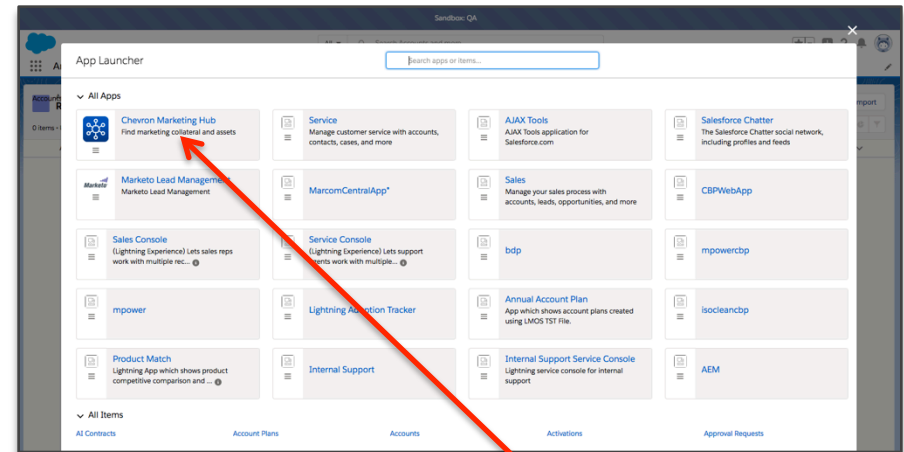 Sandbox: QA
App Launcher
Search apps or items...
All Apps
Chevron Marketing Hub
Find marketing collateral and assets
Service
Manage customer service with accounts,
contacts, cases, and more
AJAX Tools
AJAX Tools application for
Salesforce.com
Salesforce Chatter
The Salesforce Chatter social network,
including profiles and feeds
Marketo
Marketo Lead Management
Marketo Lead Management
MarcomCentralApp*
Sales
Manage your sales process with
accounts, leads, opportunities, and more
CBPWebApp
Sales Console
(Lightning Experience) Lets sales reps
work with multiple rec...
Service Console
(Lightning Experience) Lets support
agents work with multiple...
bdp
mpowercbp
mpower
Lightning Adoption Tracker
Annual Account Plan
App which shows account plans created
using LMOS TST File.
isocleancbp
Product Match
Lightning App which shows product
competitive comparison and ...
Internal Support
Internal Support Service Console
Lightning service console for internal
support
AEM
All Items
AI Contracts
Account Plans
Accounts
Activations
Approval Requests